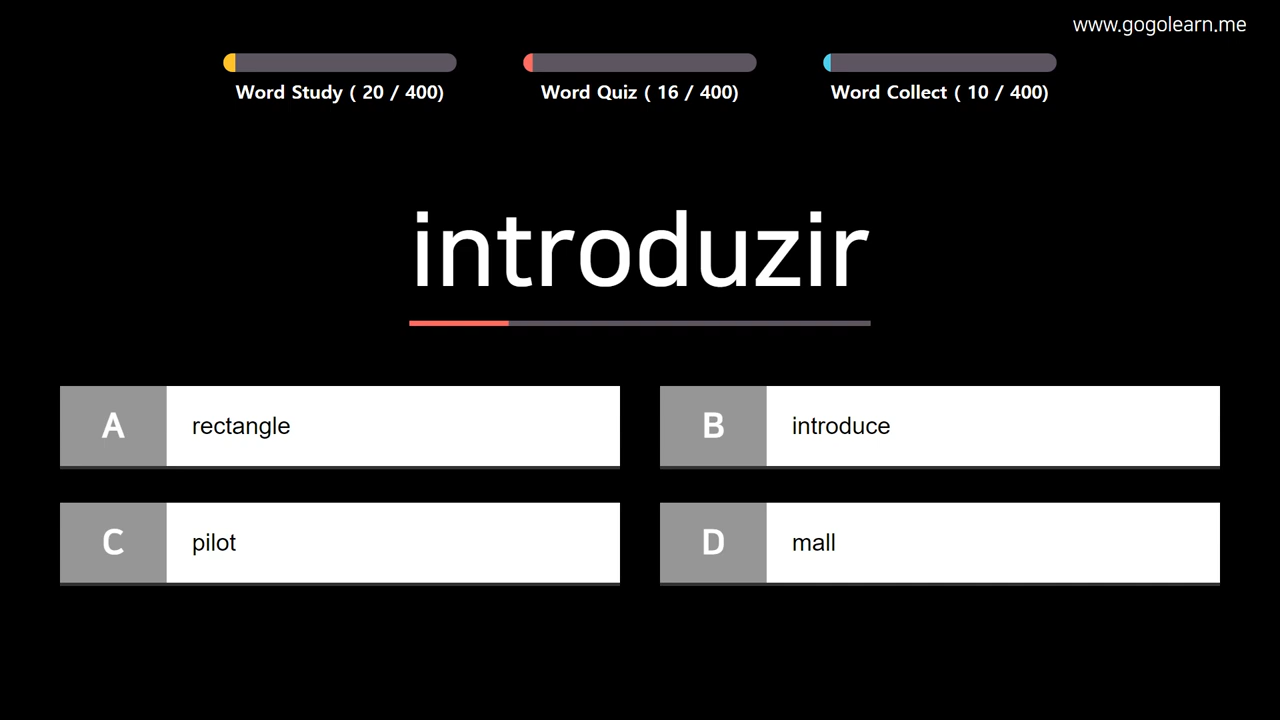 www.gogolearn.me
Word Study ( 20 / 400)
Word Quiz ( 16 / 400)
Word Collect ( 10 / 400)
introduzir
A rectangle
B introduce
C pilot
D mall